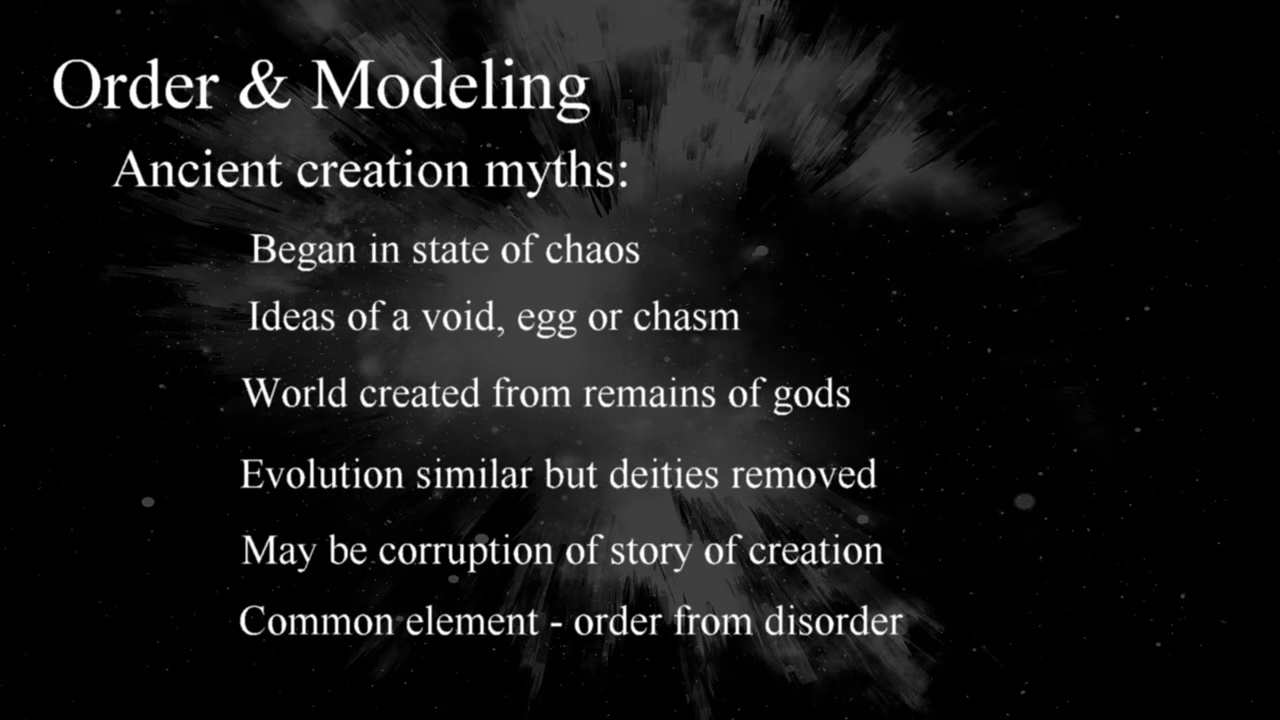 Order & Modeling
Ancient creation myths:
Began in state of chaos
Ideas of a void, egg or chasm
World created from remains of gods
Evolution similar but deities removed
May be corruption of story of creation
Common element - order from disorder